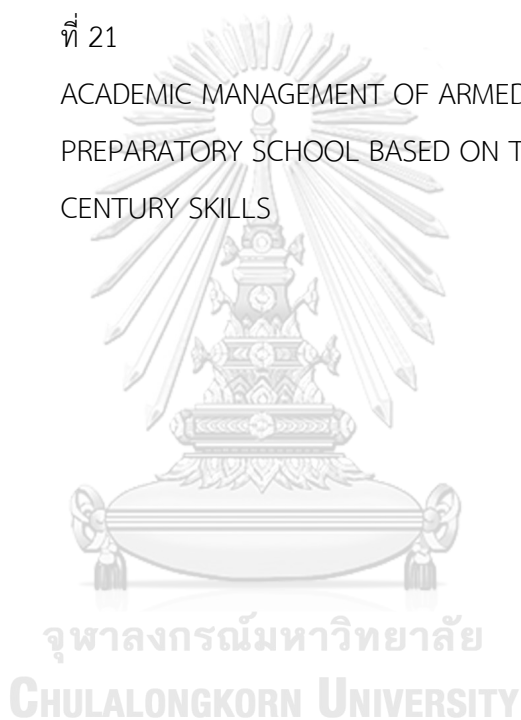 ที่ 21
ACADEMIC MANAGEMENT OF ARMED
PREPARATORY SCHOOL BASED ON T
CENTURY SKILLS
จุฬาลงกรณ์มหาวิทยาลัย
CHULALONGKORN UNIVERSITY